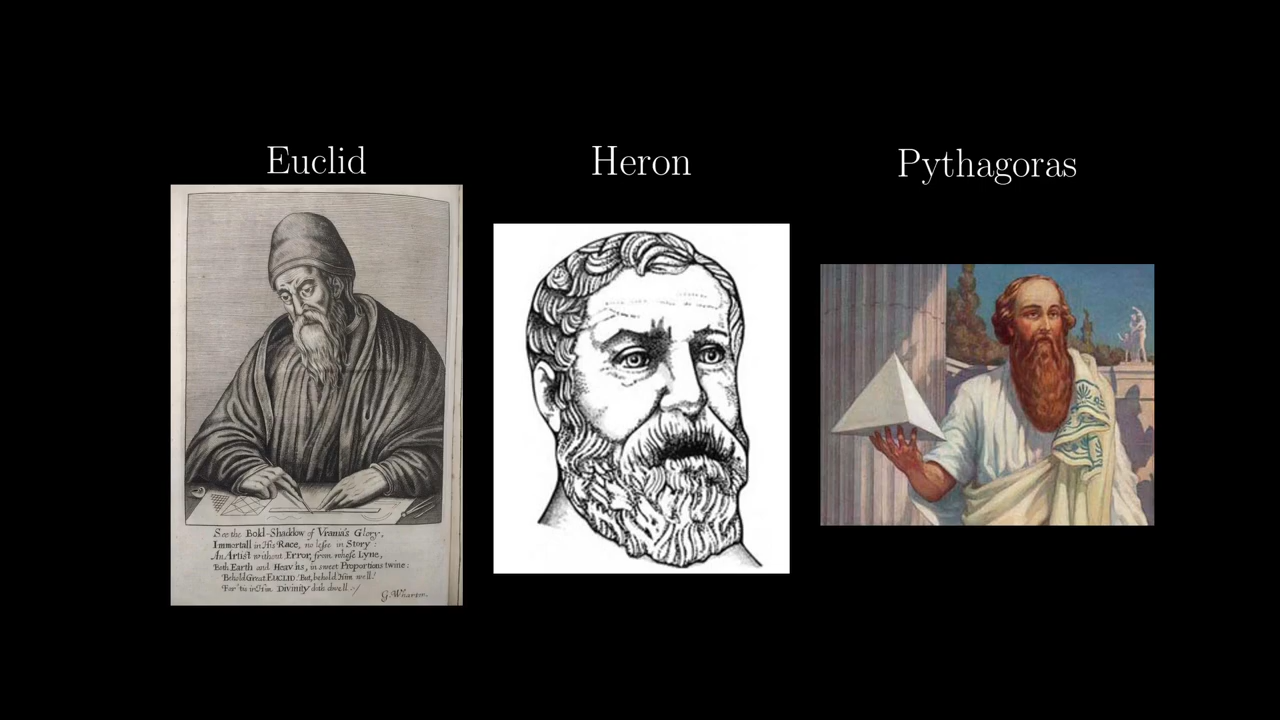 Euclid
Heron
Pythagoras
See the Bold-Shaddow of Vrania's Glory,
Immortall in His Race, no lesse in Story:
An Artist without Error, from whose Lyne,
Both Earth and Heav'ns, in sweet Proportions twine:
Behold Great EUCLID. But, behold Him well!
For 'tis in Him Divinity doth dwell.
G. Wharton.